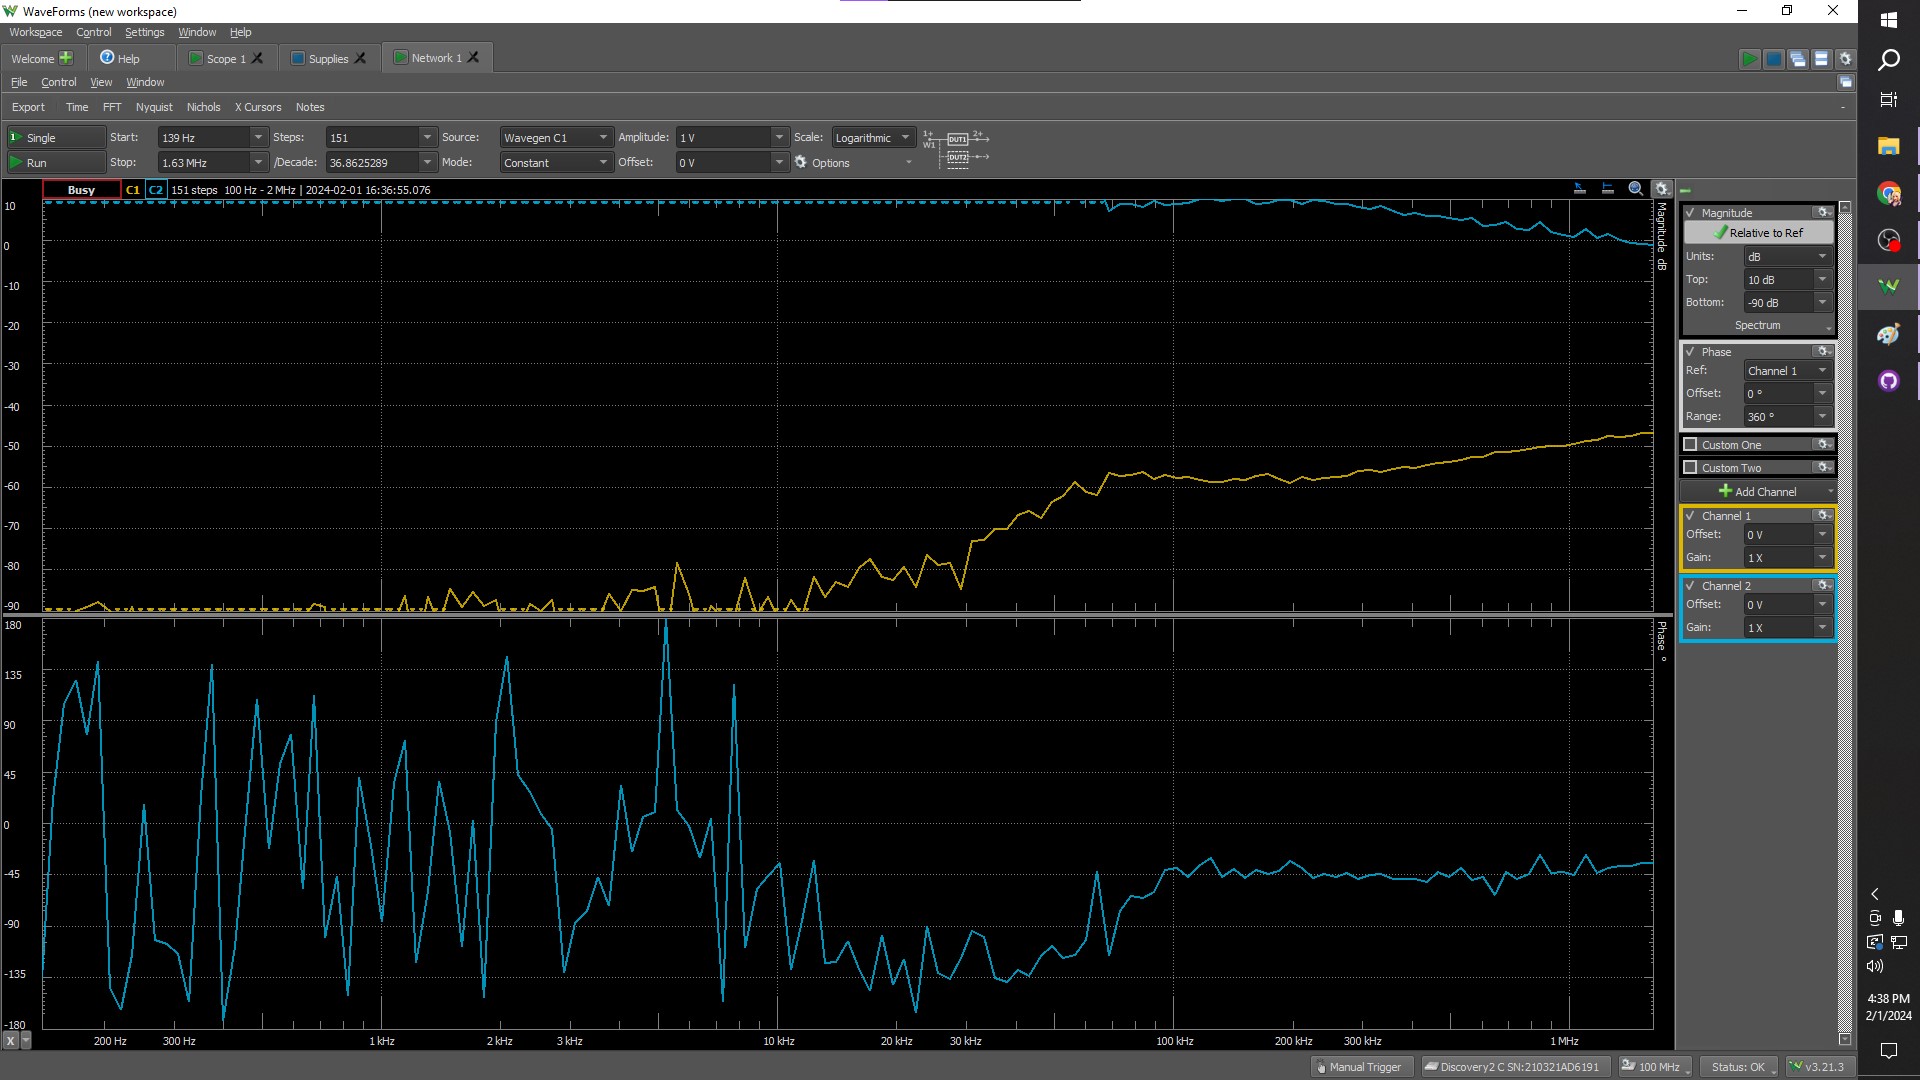 WaveForms (new workspace)
Workspace Control Settings Window Help
Welcome Help Scope 1 Supplies Network 1
File Control View Window
Export Time FFT Nyquist Nichols X Cursors Notes
1 Single Start: 139 Hz Steps: 151 Source: Wavegen C1 Amplitude: 1 V Scale: Logarithmic 1+ W1 DUT1 2+
Run Stop: 1.63 MHz /Decade: 36.8625289 Mode: Constant Offset: 0 V Options DUT2
Busy C1 C2 151 steps 100 Hz - 2 MHz | 2024-02-01 16:36:55.076
10
0
-10
-20
-30
-40
-50
-60
-70
-80
-90
Magnitude dB
180
135
90
45
0
-45
-90
-135
-180
Phase °
X 200 Hz 300 Hz 1 kHz 2 kHz 3 kHz 10 kHz 20 kHz 30 kHz 100 kHz 200 kHz 300 kHz 1 MHz
Magnitude
Relative to Ref
Units: dB
Top: 10 dB
Bottom: -90 dB
Spectrum
Phase
Ref: Channel 1
Offset: 0 °
Range: 360 °
Custom One
Custom Two
Add Channel
Channel 1
Offset: 0 V
Gain: 1 X
Channel 2
Offset: 0 V
Gain: 1 X
Manual Trigger Discovery2 C SN:210321AD6191 100 MHz Status: OK v3.21.3
4:38 PM
2/1/2024